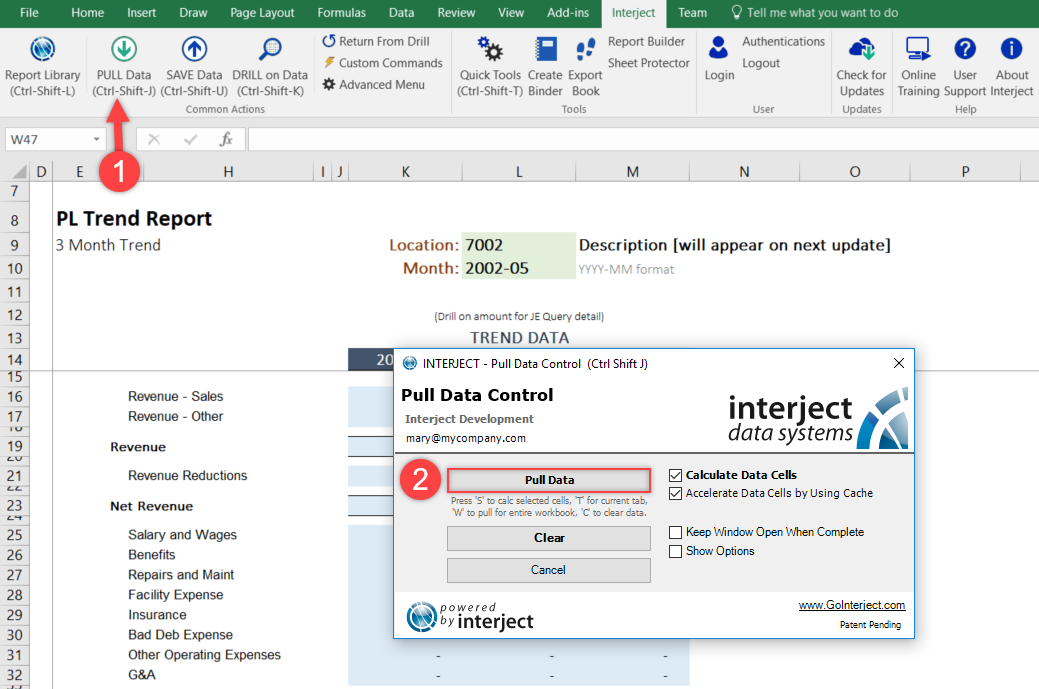 File Home Insert Draw Page Layout Formulas Data Review View Add-ins Interject Team Tell me what you want to do
Report Library (Ctrl-Shift-L)
PULL Data (Ctrl-Shift-J)
SAVE Data (Ctrl-Shift-U)
DRILL on Data (Ctrl-Shift-K)
Return From Drill
Custom Commands
Advanced Menu
Common Actions
Quick Tools (Ctrl-Shift-T)
Create Binder
Export Book
Report Builder
Sheet Protector
Tools
Login
Authentications
Logout
User
Check for Updates
Updates
Online Training
User Support
About Interject
Help
W47 fx
1
D E H I J K L M N O P
7
8 PL Trend Report
9 3 Month Trend Location: 7002 Description [will appear on next update]
10 Month: 2002-05 YYYY-MM format
11
12 (Drill on amount for JE Query detail)
13 TREND DATA
14 20
15
16 Revenue - Sales
17 Revenue - Other
18
19 Revenue
20
21 Revenue Reductions
22
23 Net Revenue
24
25 Salary and Wages
26 Benefits
27 Repairs and Maint
28 Facility Expense
29 Insurance
30 Bad Deb Expense
31 Other Operating Expenses - - -
32 G&A - - -
INTERJECT - Pull Data Control (Ctrl Shift J)
Pull Data Control
Interject Development
mary@mycompany.com
interject
data systems
2
Pull Data
Press 'S' to calc selected cells, 'T' for current tab,
'W' to pull for entire workbook, 'C' to clear data.
Clear
Cancel
Calculate Data Cells
Accelerate Data Cells by Using Cache
Keep Window Open When Complete
Show Options
powered
by interject
www.GoInterject.com
Patent Pending